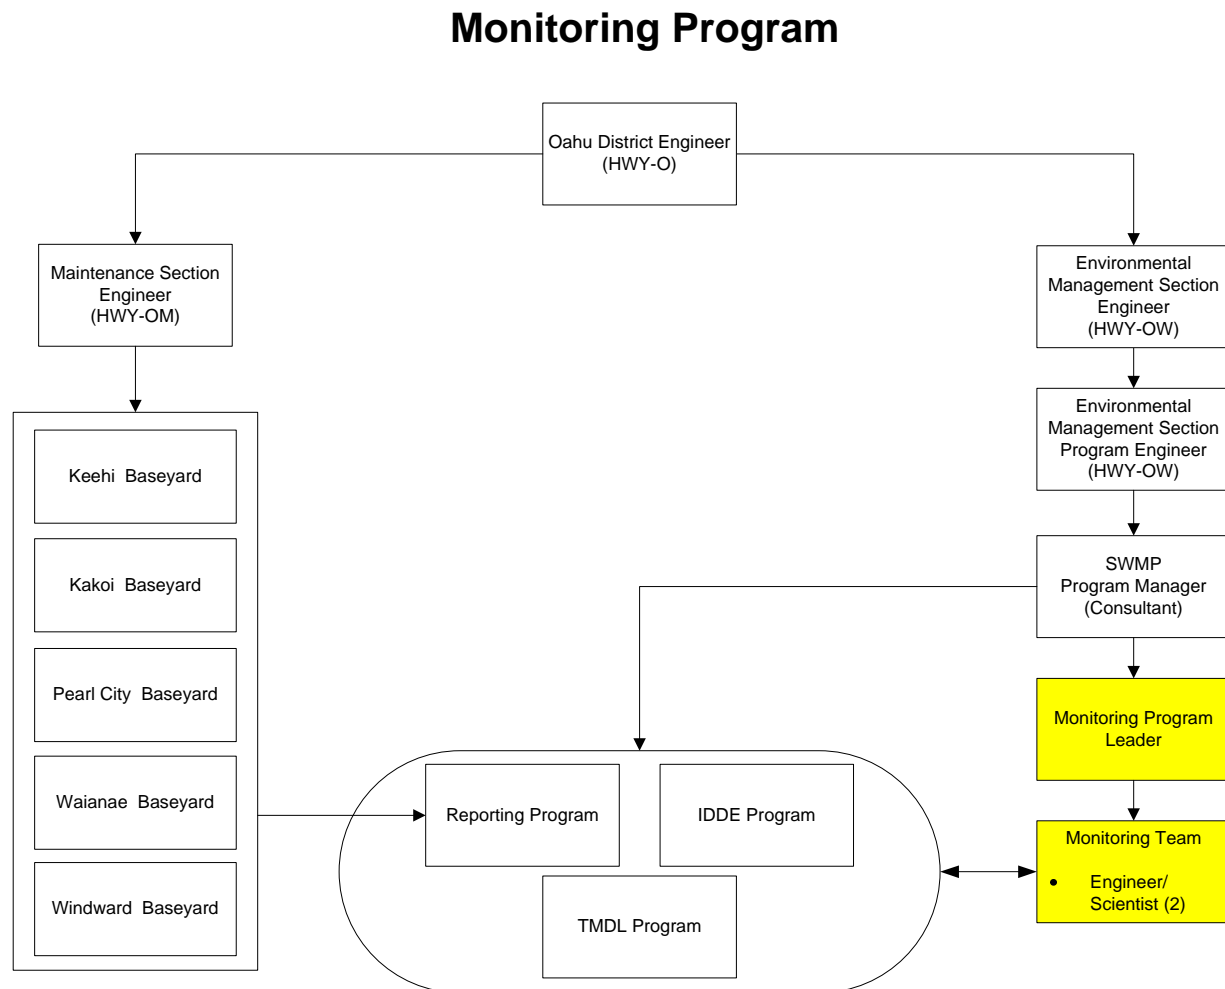 Monitoring Program
Oahu District Engineer
(HWY-O)
Maintenance Section
Engineer
(HWY-OM)
Environmental
Management Section
Engineer
(HWY-OW)
Environmental
Management Section
Program Engineer
(HWY-OW)
Keehi Baseyard
Kakoi Baseyard
Pearl City Baseyard
Waianae Baseyard
Windward Baseyard
SWMP
Program Manager
(Consultant)
Monitoring Program
Leader
Reporting Program
IDDE Program
TMDL Program
Monitoring Team
• Engineer/
Scientist (2)